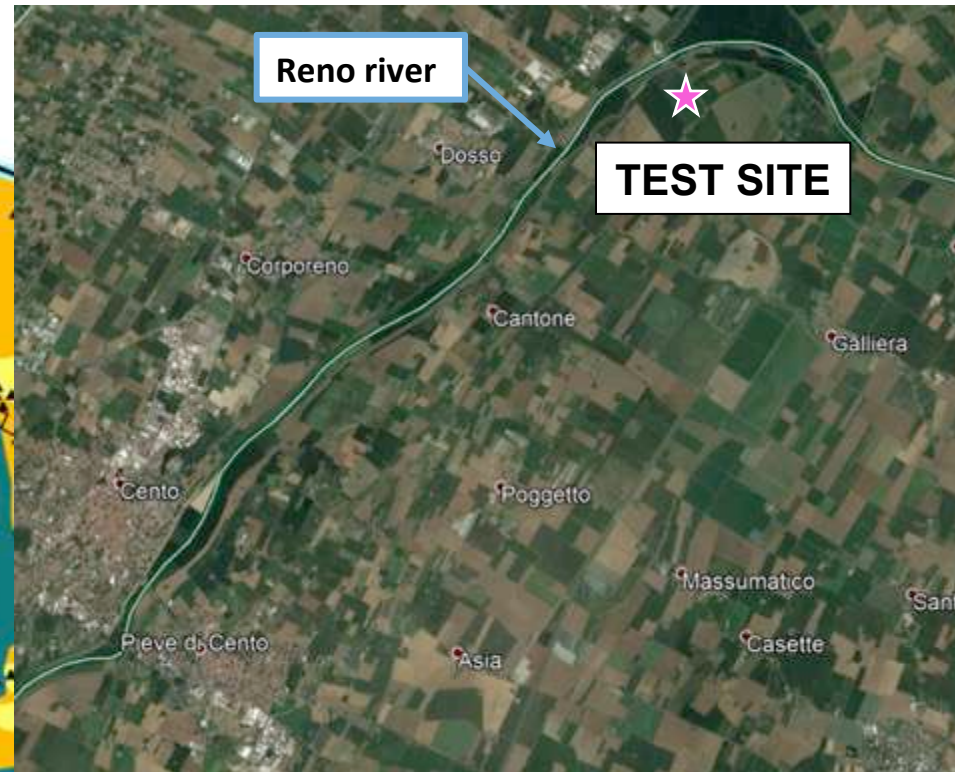 Reno river
Dosso
TEST SITE
Corporeno
Cantone
Galliera
Cento
Poggetto
Massumatico
Sant
Pieve di Cento
Casette
Asia